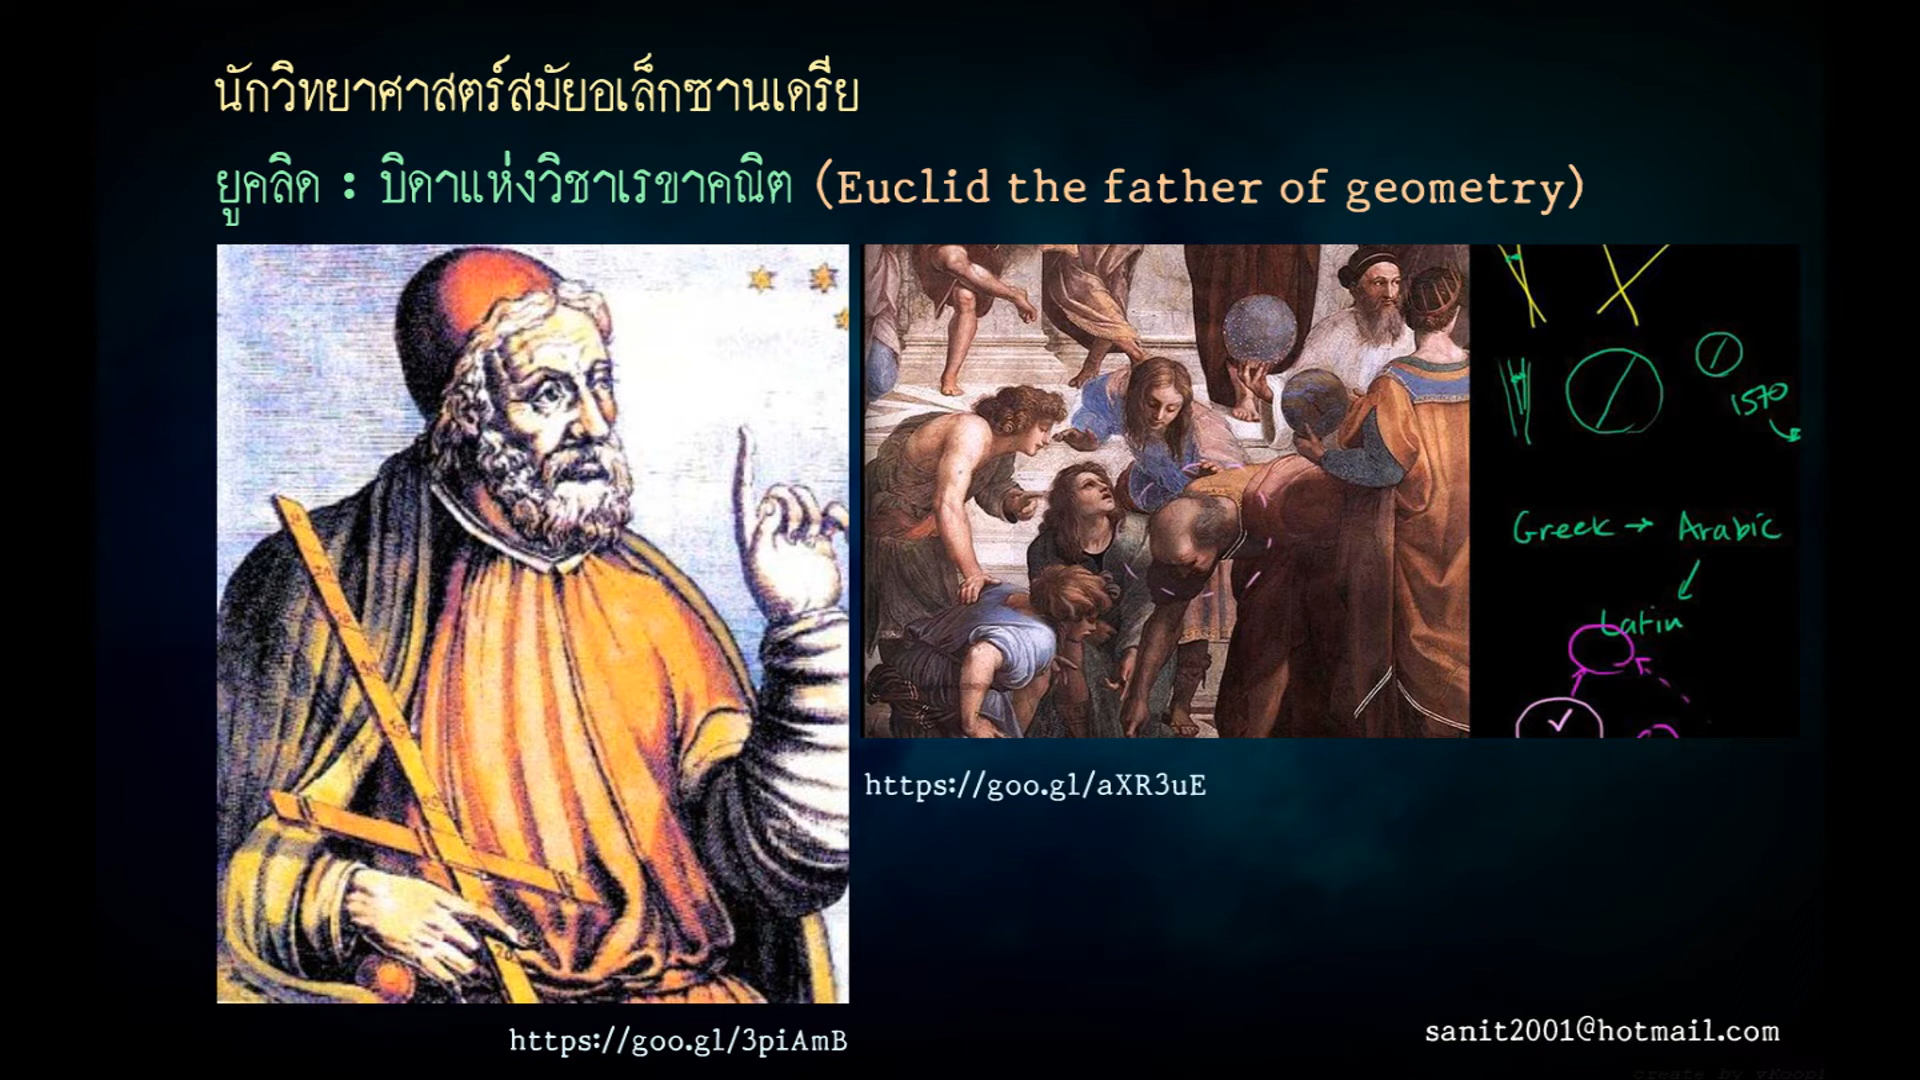 นักวิทยาศาสตร์สมัยอเล็กซานเดรีย
ยูคลิด : บิดาแห่งวิชาเรขาคณิต (Euclid the father of geometry)
1570
Greek → Arabic
Latin
https://goo.gl/aXR3uE
https://goo.gl/3piAmB
sanit2001@hotmail.com